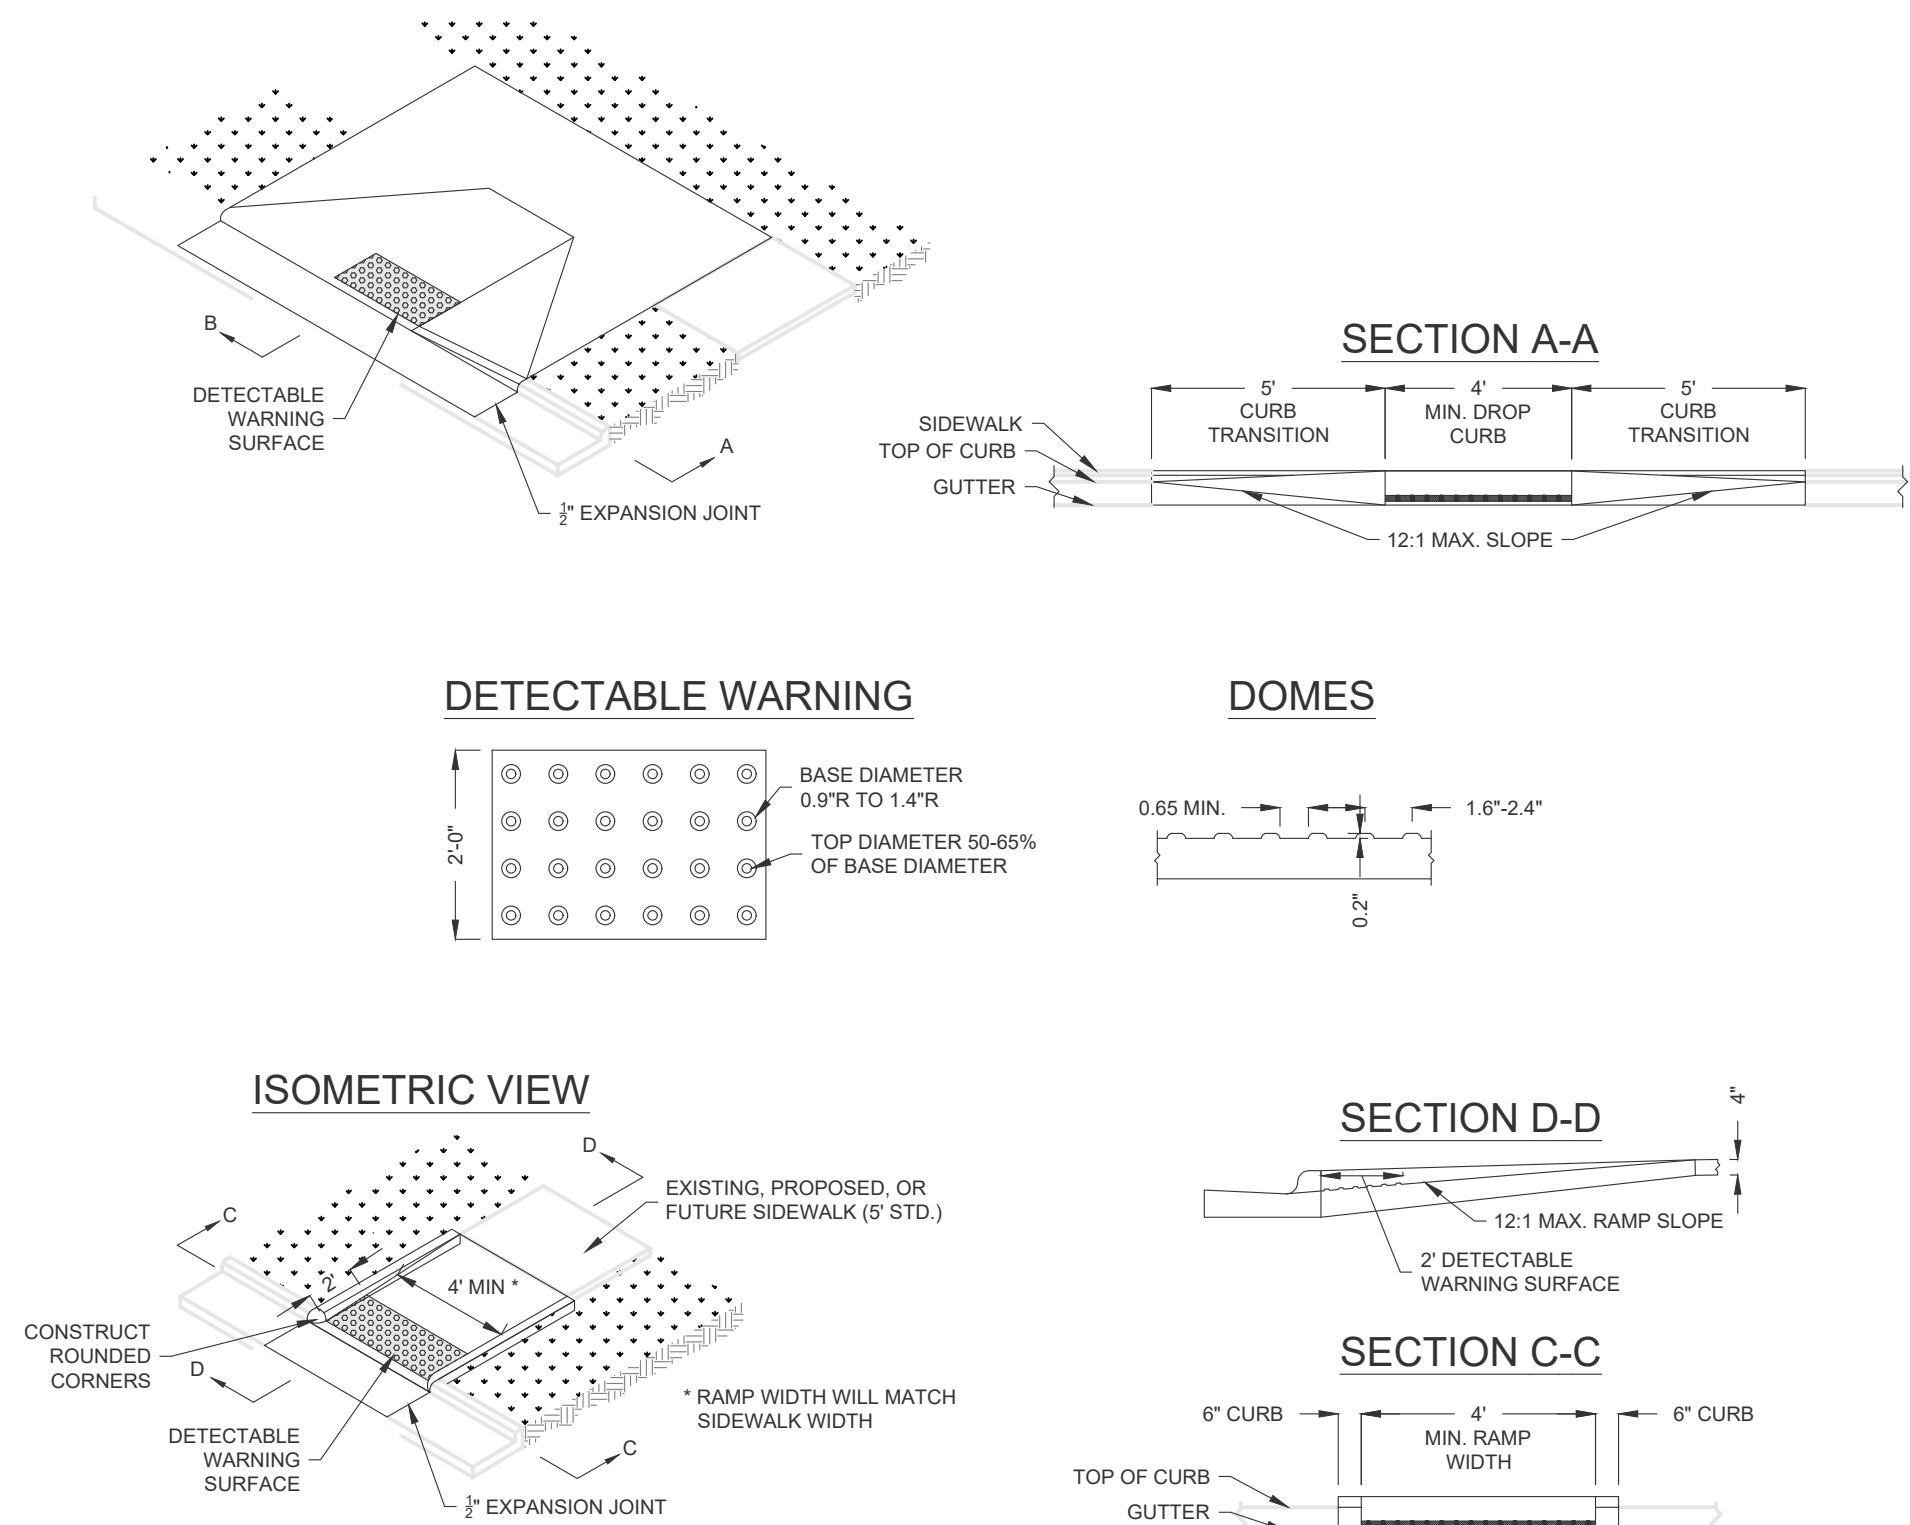 B
DETECTABLE
WARNING
SURFACE
A
1/2" EXPANSION JOINT
SECTION A-A
5'
CURB
TRANSITION
4'
MIN. DROP
CURB
5'
CURB
TRANSITION
SIDEWALK
TOP OF CURB
GUTTER
12:1 MAX. SLOPE
DETECTABLE WARNING
2'-0"
BASE DIAMETER
0.9"R TO 1.4"R
TOP DIAMETER 50-65%
OF BASE DIAMETER
DOMES
0.65 MIN.
1.6"-2.4"
0.2"
ISOMETRIC VIEW
D
C
EXISTING, PROPOSED, OR
FUTURE SIDEWALK (5' STD.)
2'
4' MIN *
CONSTRUCT
ROUNDED
CORNERS
D
DETECTABLE
WARNING
SURFACE
* RAMP WIDTH WILL MATCH
SIDEWALK WIDTH
C
1/2" EXPANSION JOINT
SECTION D-D
4"
12:1 MAX. RAMP SLOPE
2' DETECTABLE
WARNING SURFACE
SECTION C-C
6" CURB
4'
MIN. RAMP
WIDTH
6" CURB
TOP OF CURB
GUTTER